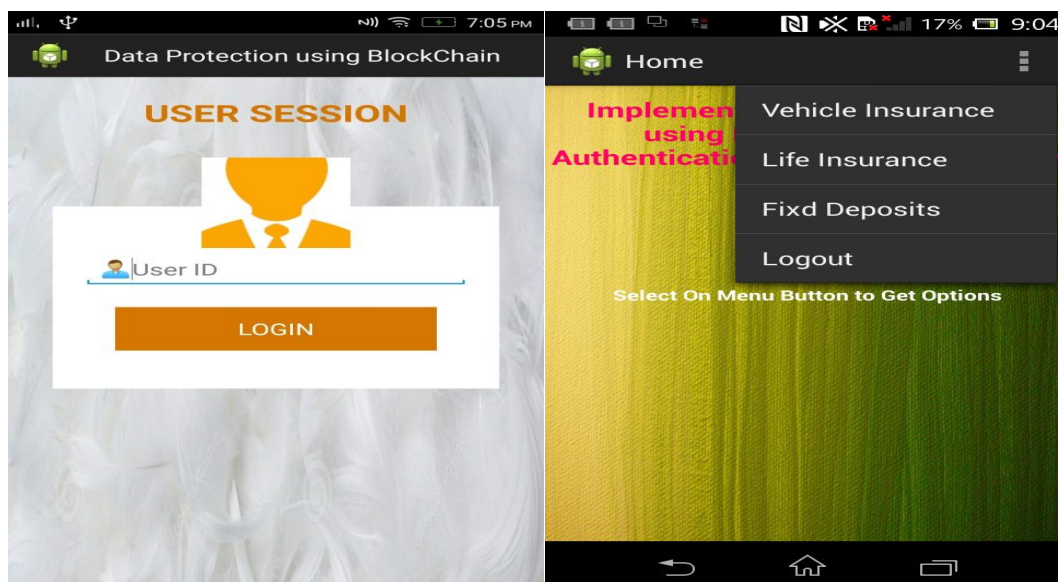 7:05 PM
Data Protection using BlockChain
USER SESSION
User ID
LOGIN
17% 9:04
Home
Implemen
using
Authenticati
Vehicle Insurance
Life Insurance
Fixd Deposits
Logout
Select On Menu Button to Get Options